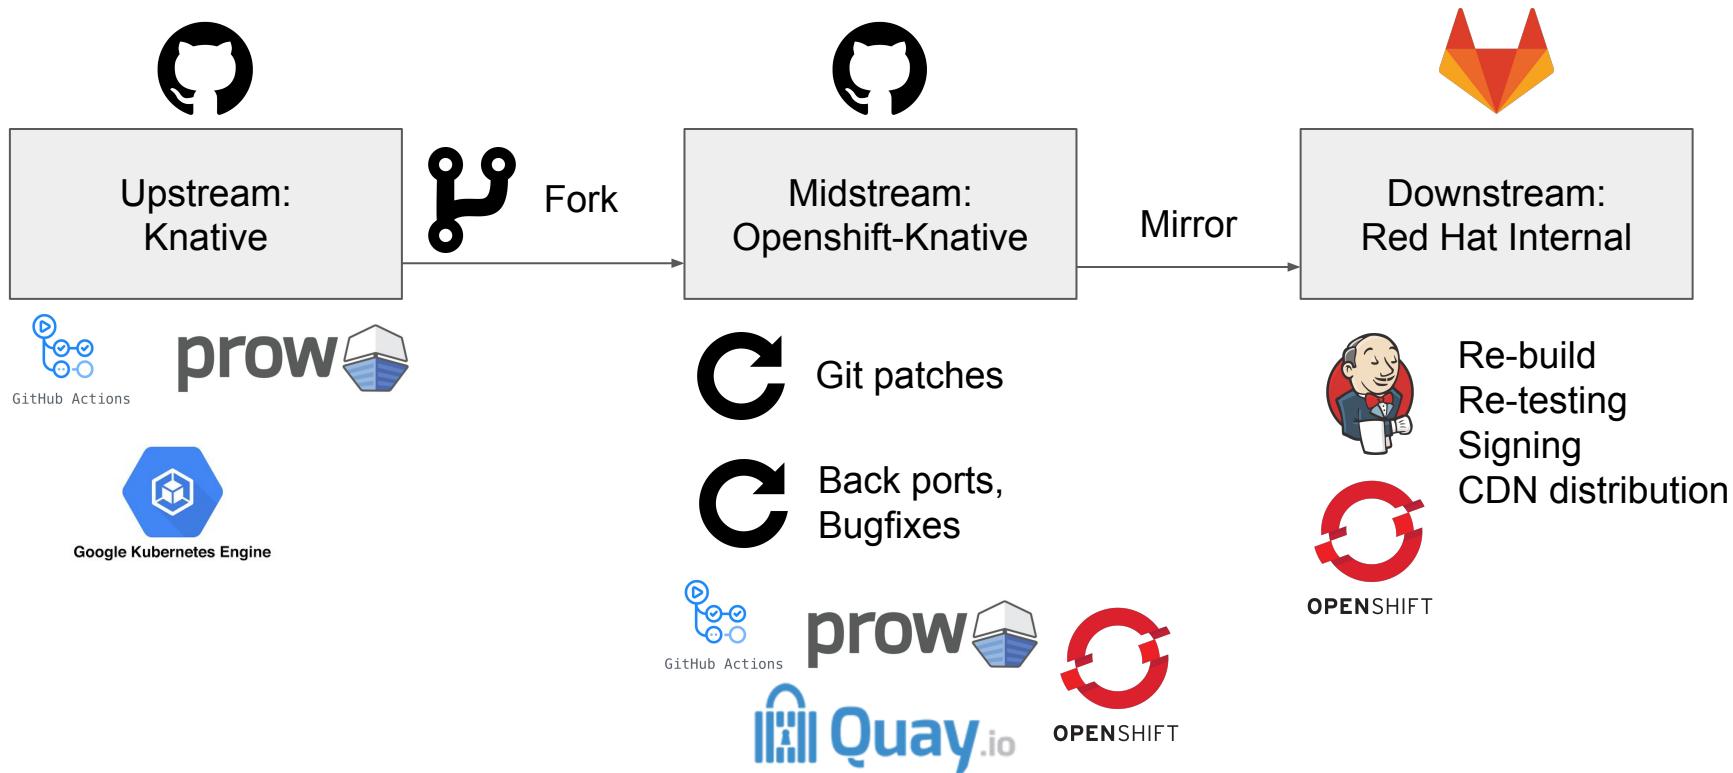 Upstream:
Knative
Fork
Midstream:
Openshift-Knative
Mirror
Downstream:
Red Hat Internal
GitHub Actions
prow
Google Kubernetes Engine
Git patches
Back ports,
Bugfixes
GitHub Actions
prow
OPENSHIFT
Quay.io
Re-build
Re-testing
Signing
CDN distribution
OPENSHIFT